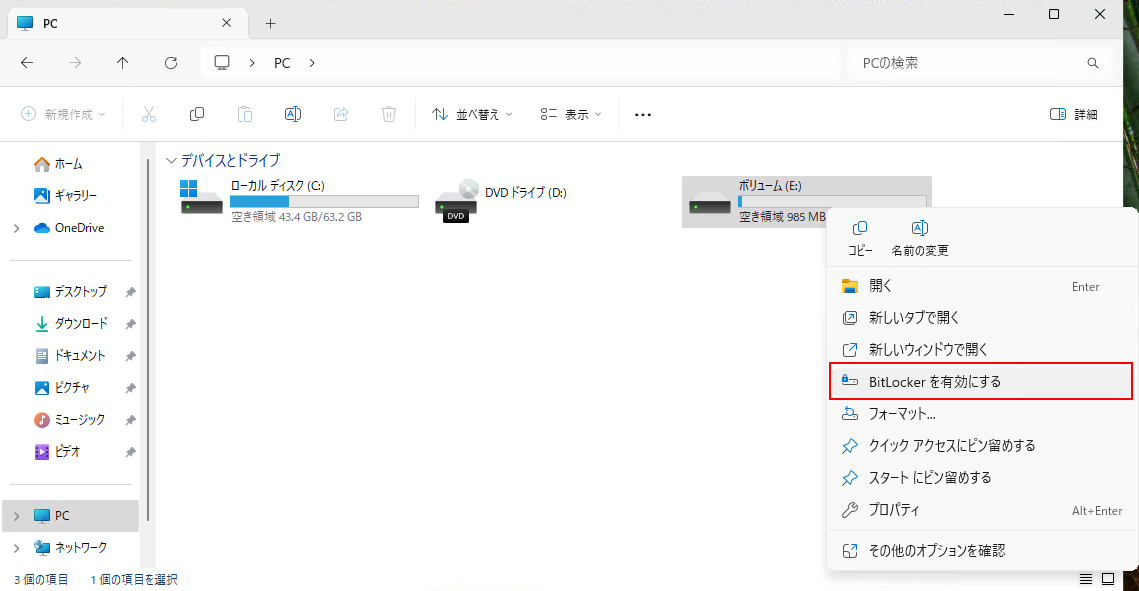 PC
PC
PCの検索
新規作成
並べ替え
表示
詳細
ホーム
ギャラリー
OneDrive
デスクトップ
ダウンロード
ドキュメント
ピクチャ
ミュージック
ビデオ
PC
ネットワーク
デバイスとドライブ
ローカル ディスク (C:)
空き領域 43.4 GB/63.2 GB
DVD
DVD ドライブ (D:)
ボリューム (E:)
空き領域 985 MB
コピー
名前の変更
開く Enter
新しいタブで開く
新しいウィンドウで開く
BitLocker を有効にする
フォーマット...
クイック アクセスにピン留めする
スタート にピン留めする
プロパティ Alt+Enter
その他のオプションを確認
3 個の項目 1 個の項目を選択